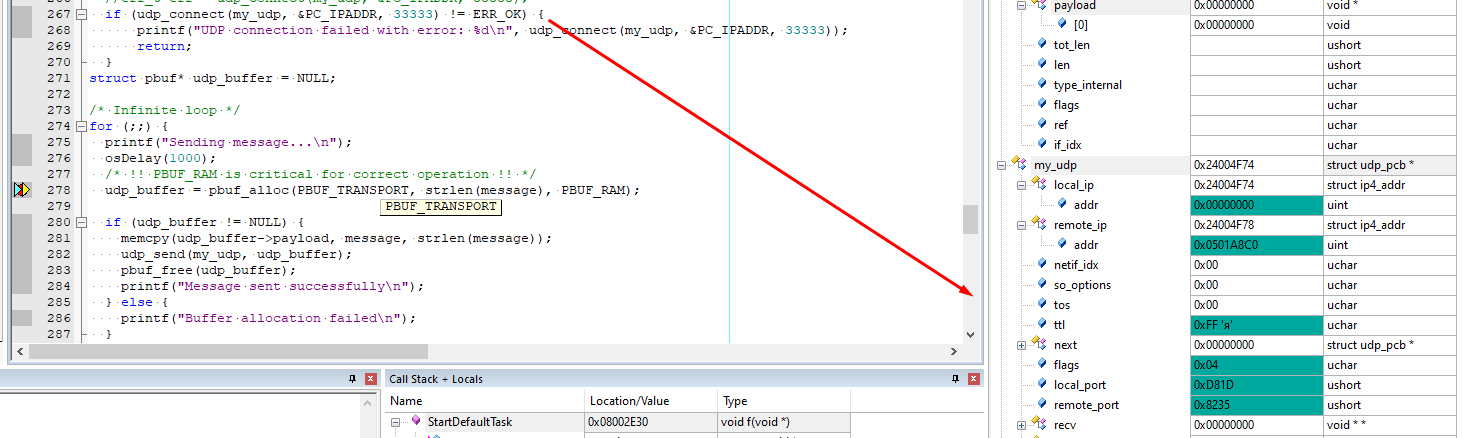 267 if (udp_connect(my_udp, &PC_IPADDR, 33333) != ERR_OK) {
268 printf("UDP connection failed with error: %d\n", udp_connect(my_udp, &PC_IPADDR, 33333));
269 return;
270 }
271 struct pbuf* udp_buffer = NULL;
272
273 /* Infinite loop */
274 for (;;) {
275 printf("Sending message...\n");
276 osDelay(1000);
277 /* !! PBUF_RAM is critical for correct operation !! */
278 udp_buffer = pbuf_alloc(PBUF_TRANSPORT, strlen(message), PBUF_RAM);
PBUF_TRANSPORT
279
280 if (udp_buffer != NULL) {
281 memcpy(udp_buffer->payload, message, strlen(message));
282 udp_send(my_udp, udp_buffer);
283 pbuf_free(udp_buffer);
284 printf("Message sent successfully\n");
285 } else {
286 printf("Buffer allocation failed\n");
287 }
Call Stack + Locals
Name Location/Value Type
StartDefaultTask 0x08002E30 void f(void *)
payload 0x00000000 void *
[0] 0x00000000 void
tot_len ushort
len ushort
type_internal uchar
flags uchar
ref uchar
if_idx uchar
my_udp 0x24004F74 struct udp_pcb *
local_ip 0x24004F74 struct ip4_addr
addr 0x00000000 uint
remote_ip 0x24004F78 struct ip4_addr
addr 0x0501A8C0 uint
netif_idx 0x00 uchar
so_options 0x00 uchar
tos 0x00 uchar
ttl 0xFF 'я' uchar
next 0x00000000 struct udp_pcb *
flags 0x04 uchar
local_port 0xD81D ushort
remote_port 0x8235 ushort
recv 0x00000000 void * *